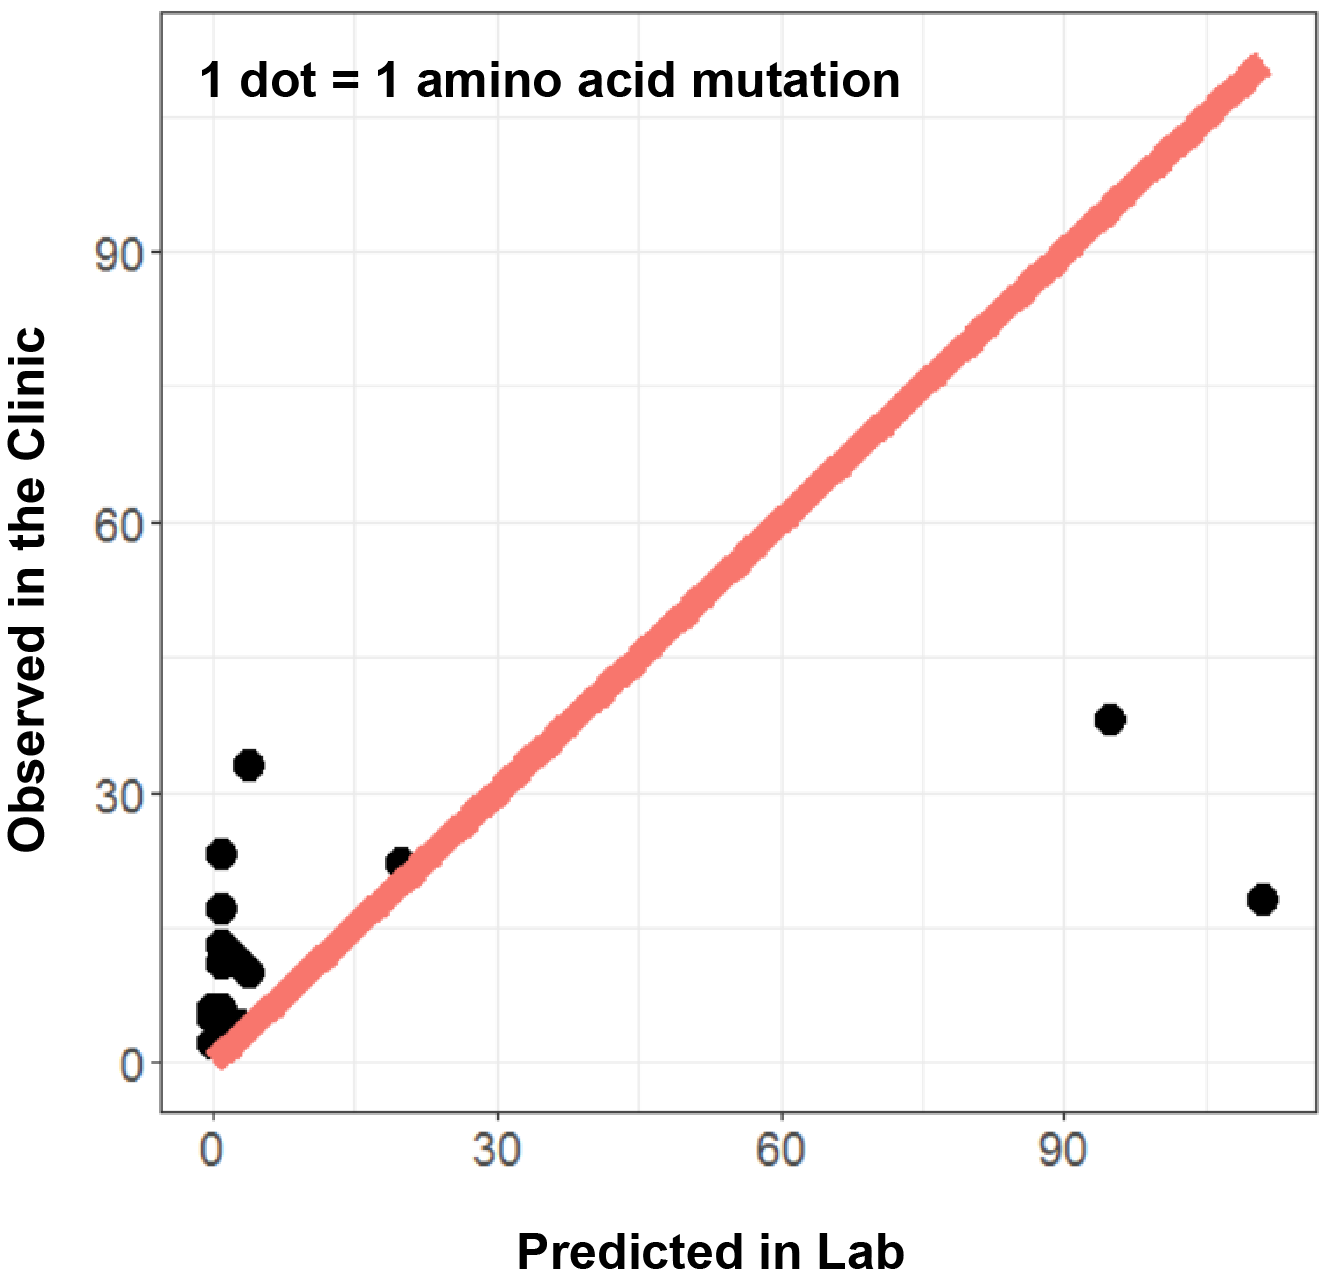 1 dot = 1 amino acid mutation
Observed in the Clinic
90
60
30
0
0
30
60
90
Predicted in Lab